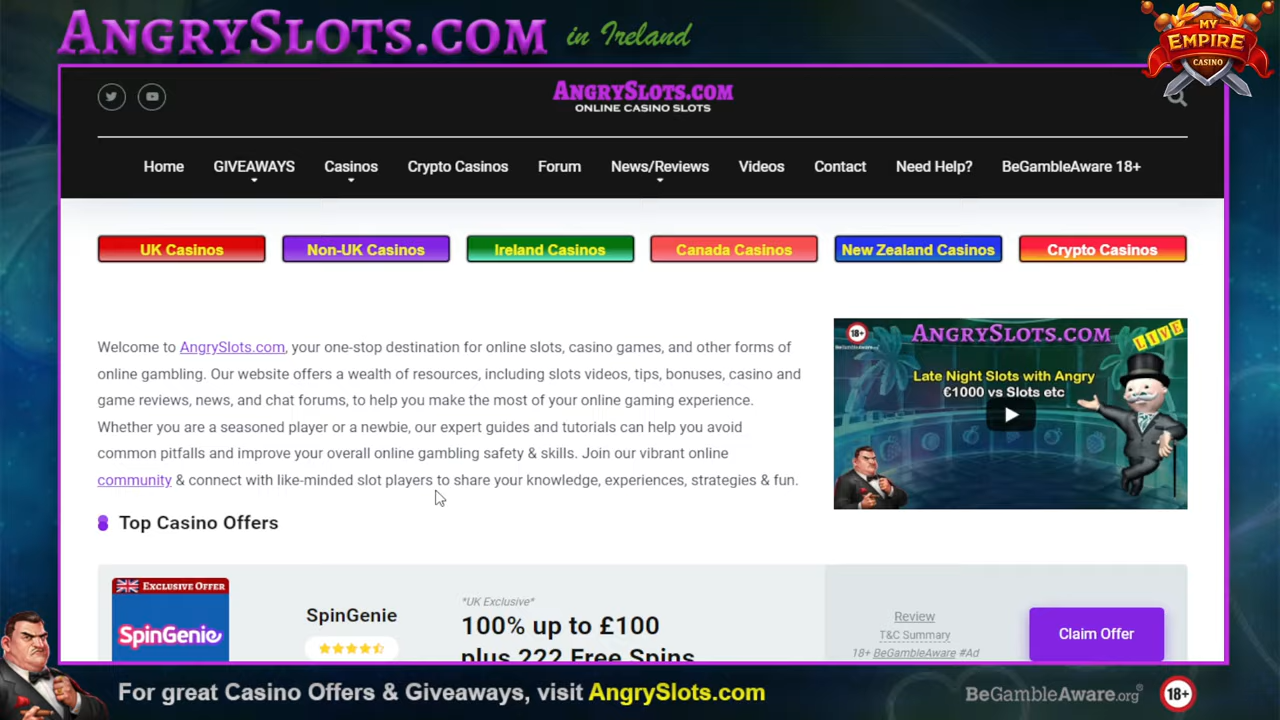 AngrySlots.com in Ireland
MY
EMPIRE
CASINO
AngrySlots.com
ONLINE CASINO SLOTS
Home GIVEAWAYS Casinos Crypto Casinos Forum News/Reviews Videos Contact Need Help? BeGambleAware 18+
UK Casinos Non-UK Casinos Ireland Casinos Canada Casinos New Zealand Casinos Crypto Casinos
Welcome to AngrySlots.com, your one-stop destination for online slots, casino games, and other forms of
online gambling. Our website offers a wealth of resources, including slots videos, tips, bonuses, casino and
game reviews, news, and chat forums, to help you make the most of your online gaming experience.
Whether you are a seasoned player or a newbie, our expert guides and tutorials can help you avoid
common pitfalls and improve your overall online gambling safety & skills. Join our vibrant online
community & connect with like-minded slot players to share your knowledge, experiences, strategies & fun.
18+
AngrySlots.com
LIVE
Late Night Slots with Angry
€1000 vs Slots etc
Top Casino Offers
Exclusive Offer
SpinGenie
SpinGenie
*UK Exclusive*
100% up to £100
plus 222 Free Spins
Review
T&C Summary
18+ BeGambleAware #Ad
Claim Offer
For great Casino Offers & Giveaways, visit AngrySlots.com
BeGambleAware.org®
18+